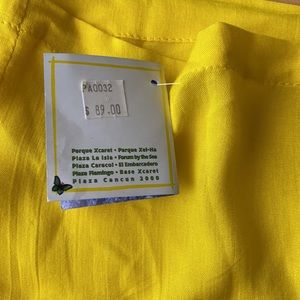 PA0032
$ 89.00
Parque Xcaret • Parque Xel-Ha
Plaza La Isla • Forum by the Sea
Plaza Caracol • El Embarcadero
Plaza Flamingo • Base Xcaret
Plaza Cancun 2000